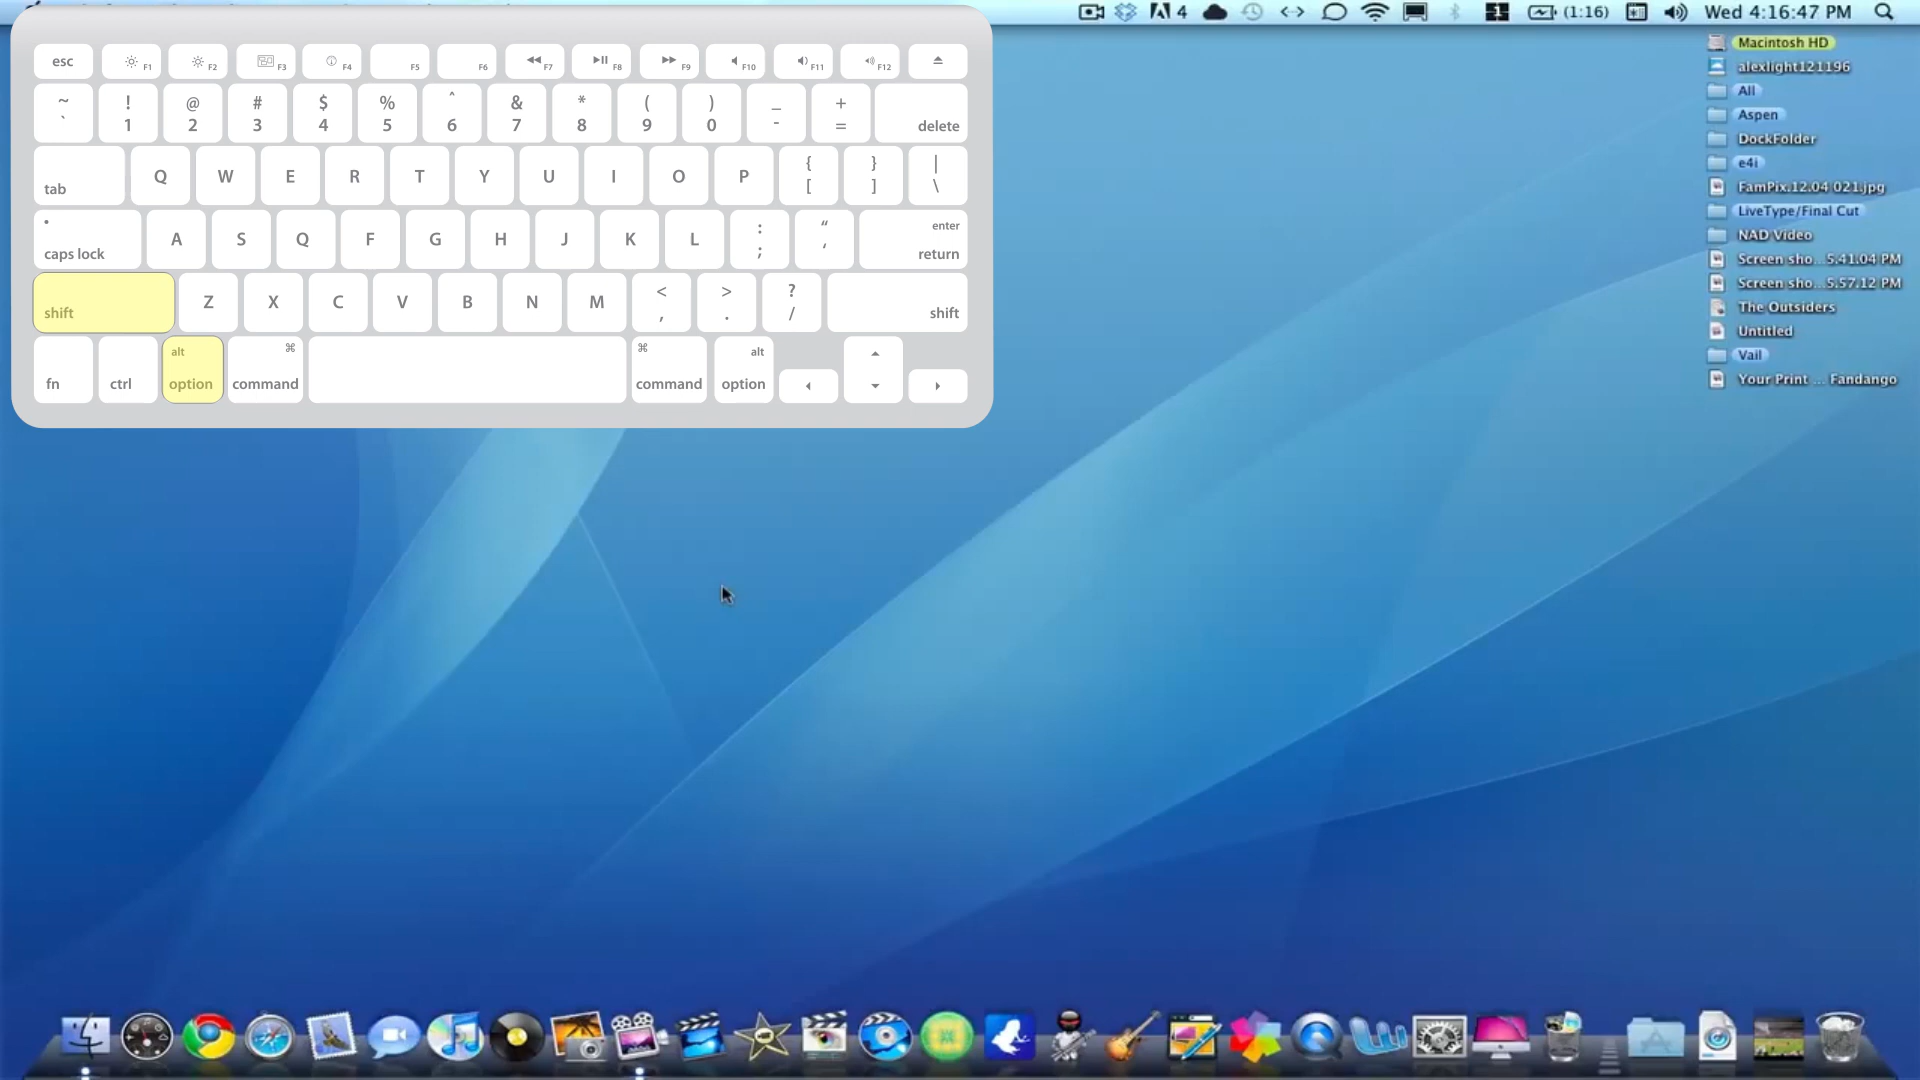 4 (1:16) Wed 4:16:47 PM
esc F1 F2 F3 F4 F5 F6 F7 F8 F9 F10 F11 F12
~ ! @ # $ % ^ & * ( ) _ +
` 1 2 3 4 5 6 7 8 9 0 - = delete
tab Q W E R T Y U I O P { [ } ] | \
caps lock A S Q F G H J K L : ; “ ‘ enter return
shift Z X C V B N M < , > . ? / shift
alt ⌘ ⌘ alt
fn ctrl option command command option
Macintosh HD
alexlight121196
All
Aspen
DockFolder
e4i
FamPix.12.04 021.jpg
LiveType/Final Cut
NAD Video
Screen sho...5.41.04 PM
Screen sho...5.57.12 PM
The Outsiders
Untitled
Vail
Your Print ... Fandango